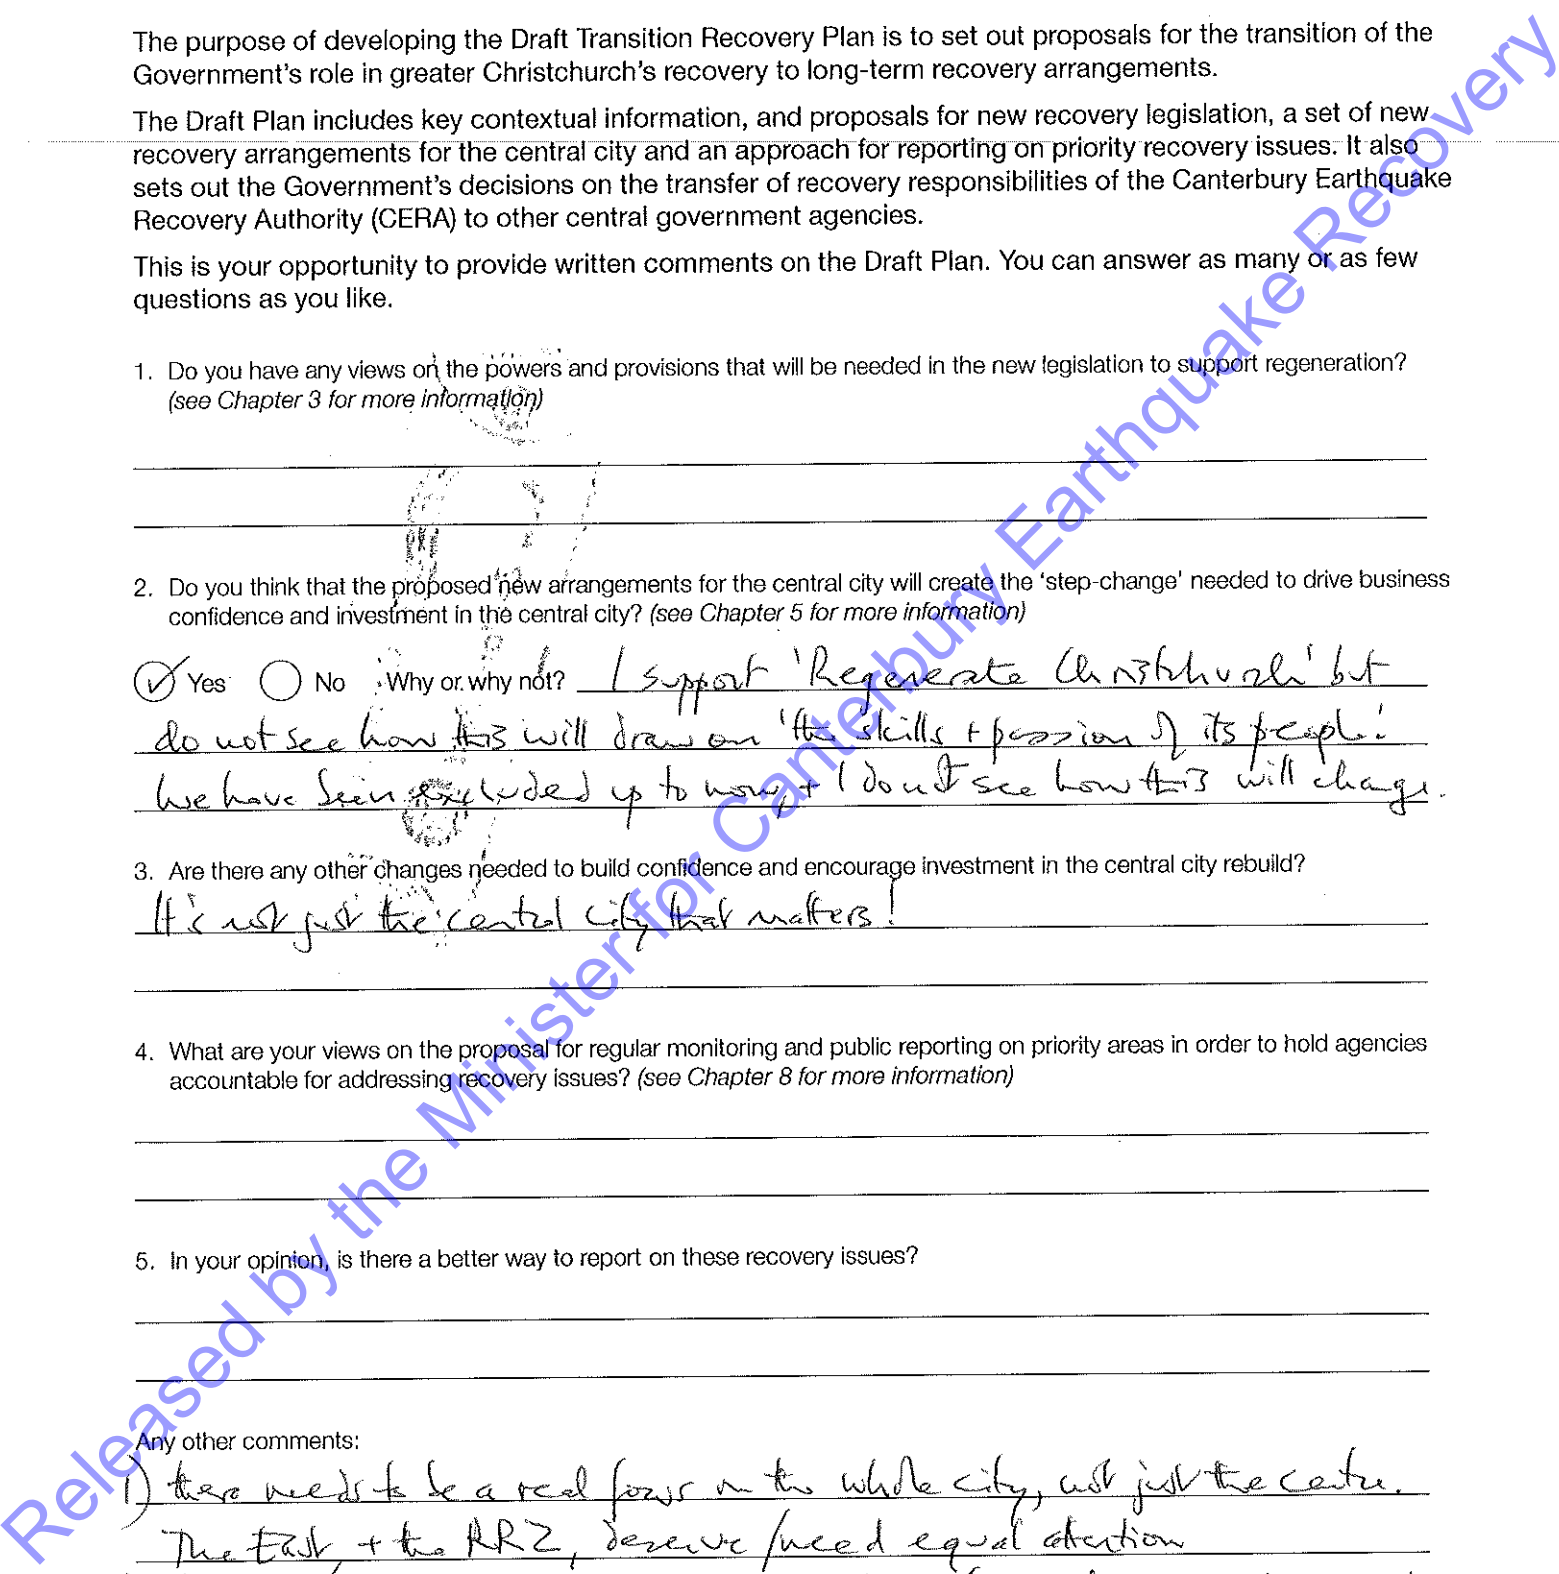 The purpose of developing the Draft Transition Recovery Plan is to set out proposals for the transition of the
Government's role in greater Christchurch's recovery to long-term recovery arrangements.
The Draft Plan includes key contextual information, and proposals for new recovery legislation, a set of new
recovery arrangements for the central city and an approach for reporting on priority recovery issues. It also
sets out the Government's decisions on the transfer of recovery responsibilities of the Canterbury Earthquake
Recovery Authority (CERA) to other central government agencies.
This is your opportunity to provide written comments on the Draft Plan. You can answer as many or as few
questions as you like.
1. Do you have any views on the powers and provisions that will be needed in the new legislation to support regeneration?
(see Chapter 3 for more information)
2. Do you think that the proposed new arrangements for the central city will create the 'step-change' needed to drive business
confidence and investment in the central city? (see Chapter 5 for more information)
Yes No Why or why not? I support 'Regenerate Christchurch' but
do not see how this will draw on 'the skills + passion of its people.'
We have been excluded up to now, + I don't see how this will change.
3. Are there any other changes needed to build confidence and encourage investment in the central city rebuild?
It's not just the central city that matters!
4. What are your views on the proposal for regular monitoring and public reporting on priority areas in order to hold agencies
accountable for addressing recovery issues? (see Chapter 8 for more information)
5. In your opinion, is there a better way to report on these recovery issues?
Any other comments:
1) there needs to be a real focus on the whole city, not just the centre.
The East, + the RRZ, deserve/need equal attention
Released by the Minister for Canterbury Earthquake Recovery